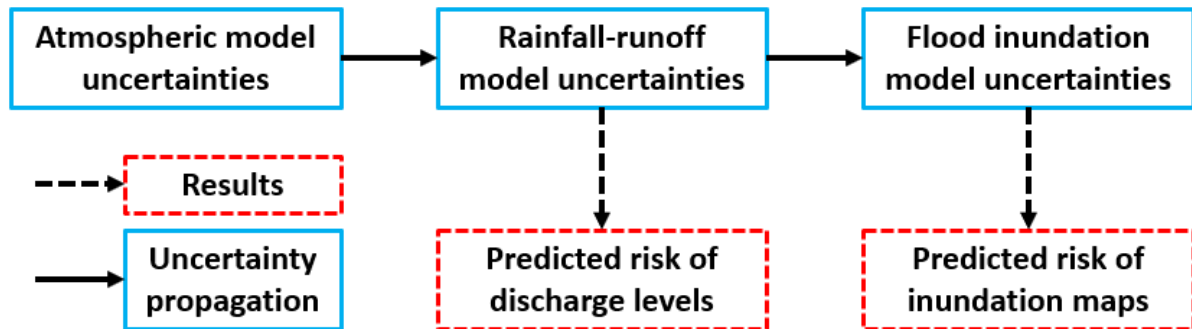 Atmospheric model
uncertainties
Rainfall-runoff
model uncertainties
Flood inundation
model uncertainties
Results
Uncertainty
propagation
Predicted risk of
discharge levels
Predicted risk of
inundation maps